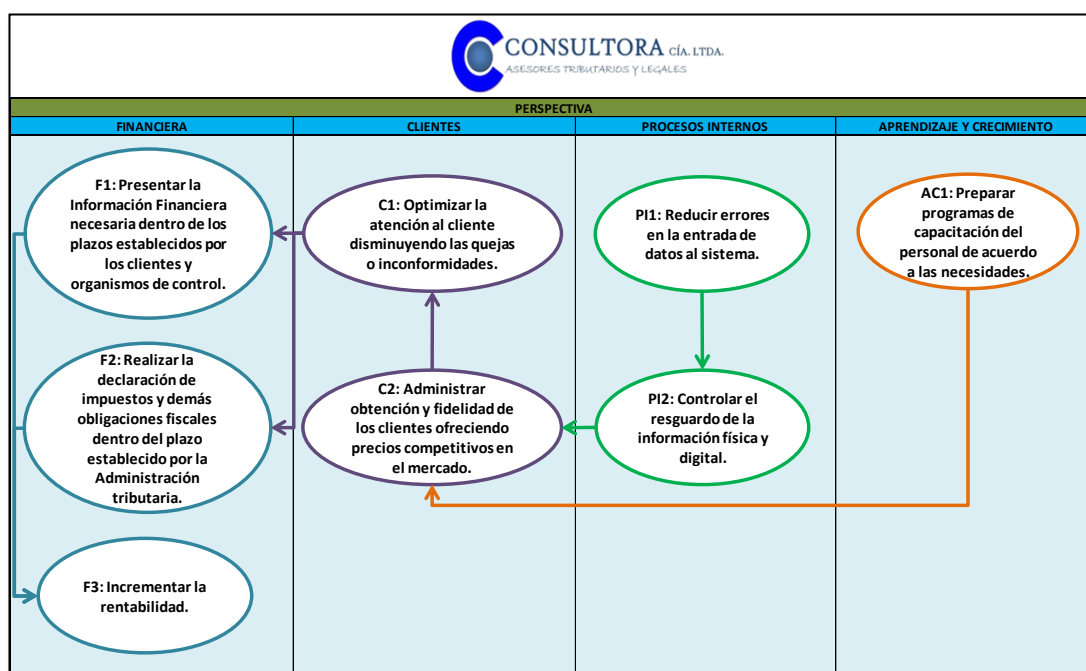 CONSULTORA CÍA. LTDA.
ASESORES TRIBUTARIOS Y LEGALES
PERSPECTIVA
FINANCIERA
CLIENTES
PROCESOS INTERNOS
APRENDIZAJE Y CRECIMIENTO
F1: Presentar la
Información Financiera
necesaria dentro de los
plazos establecidos por
los clientes y
organismos de control.
C1: Optimizar la
atención al cliente
disminuyendo las quejas
o inconformidades.
PI1: Reducir errores
en la entrada de
datos al sistema.
AC1: Preparar
programas de
capacitación del
personal de acuerdo
a las necesidades.
F2: Realizar la
declaración de
impuestos y demás
obligaciones fiscales
dentro del plazo
establecido por la
Administración
tributaria.
C2: Administrar
obtención y fidelidad de
los clientes ofreciendo
precios competitivos en
el mercado.
PI2: Controlar el
resguardo de la
información física y
digital.
F3: Incrementar la
rentabilidad.